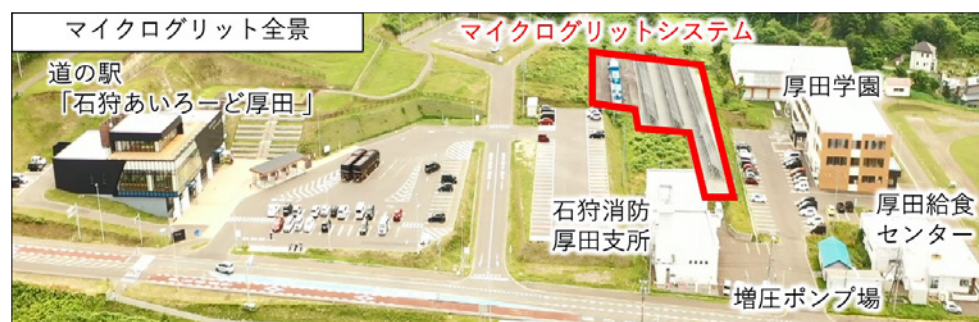 マイクログリット全景
マイクログリットシステム
道の駅
「石狩あいろーど厚田」
厚田学園
石狩消防
厚田支所
厚田給食
センター
増圧ポンプ場